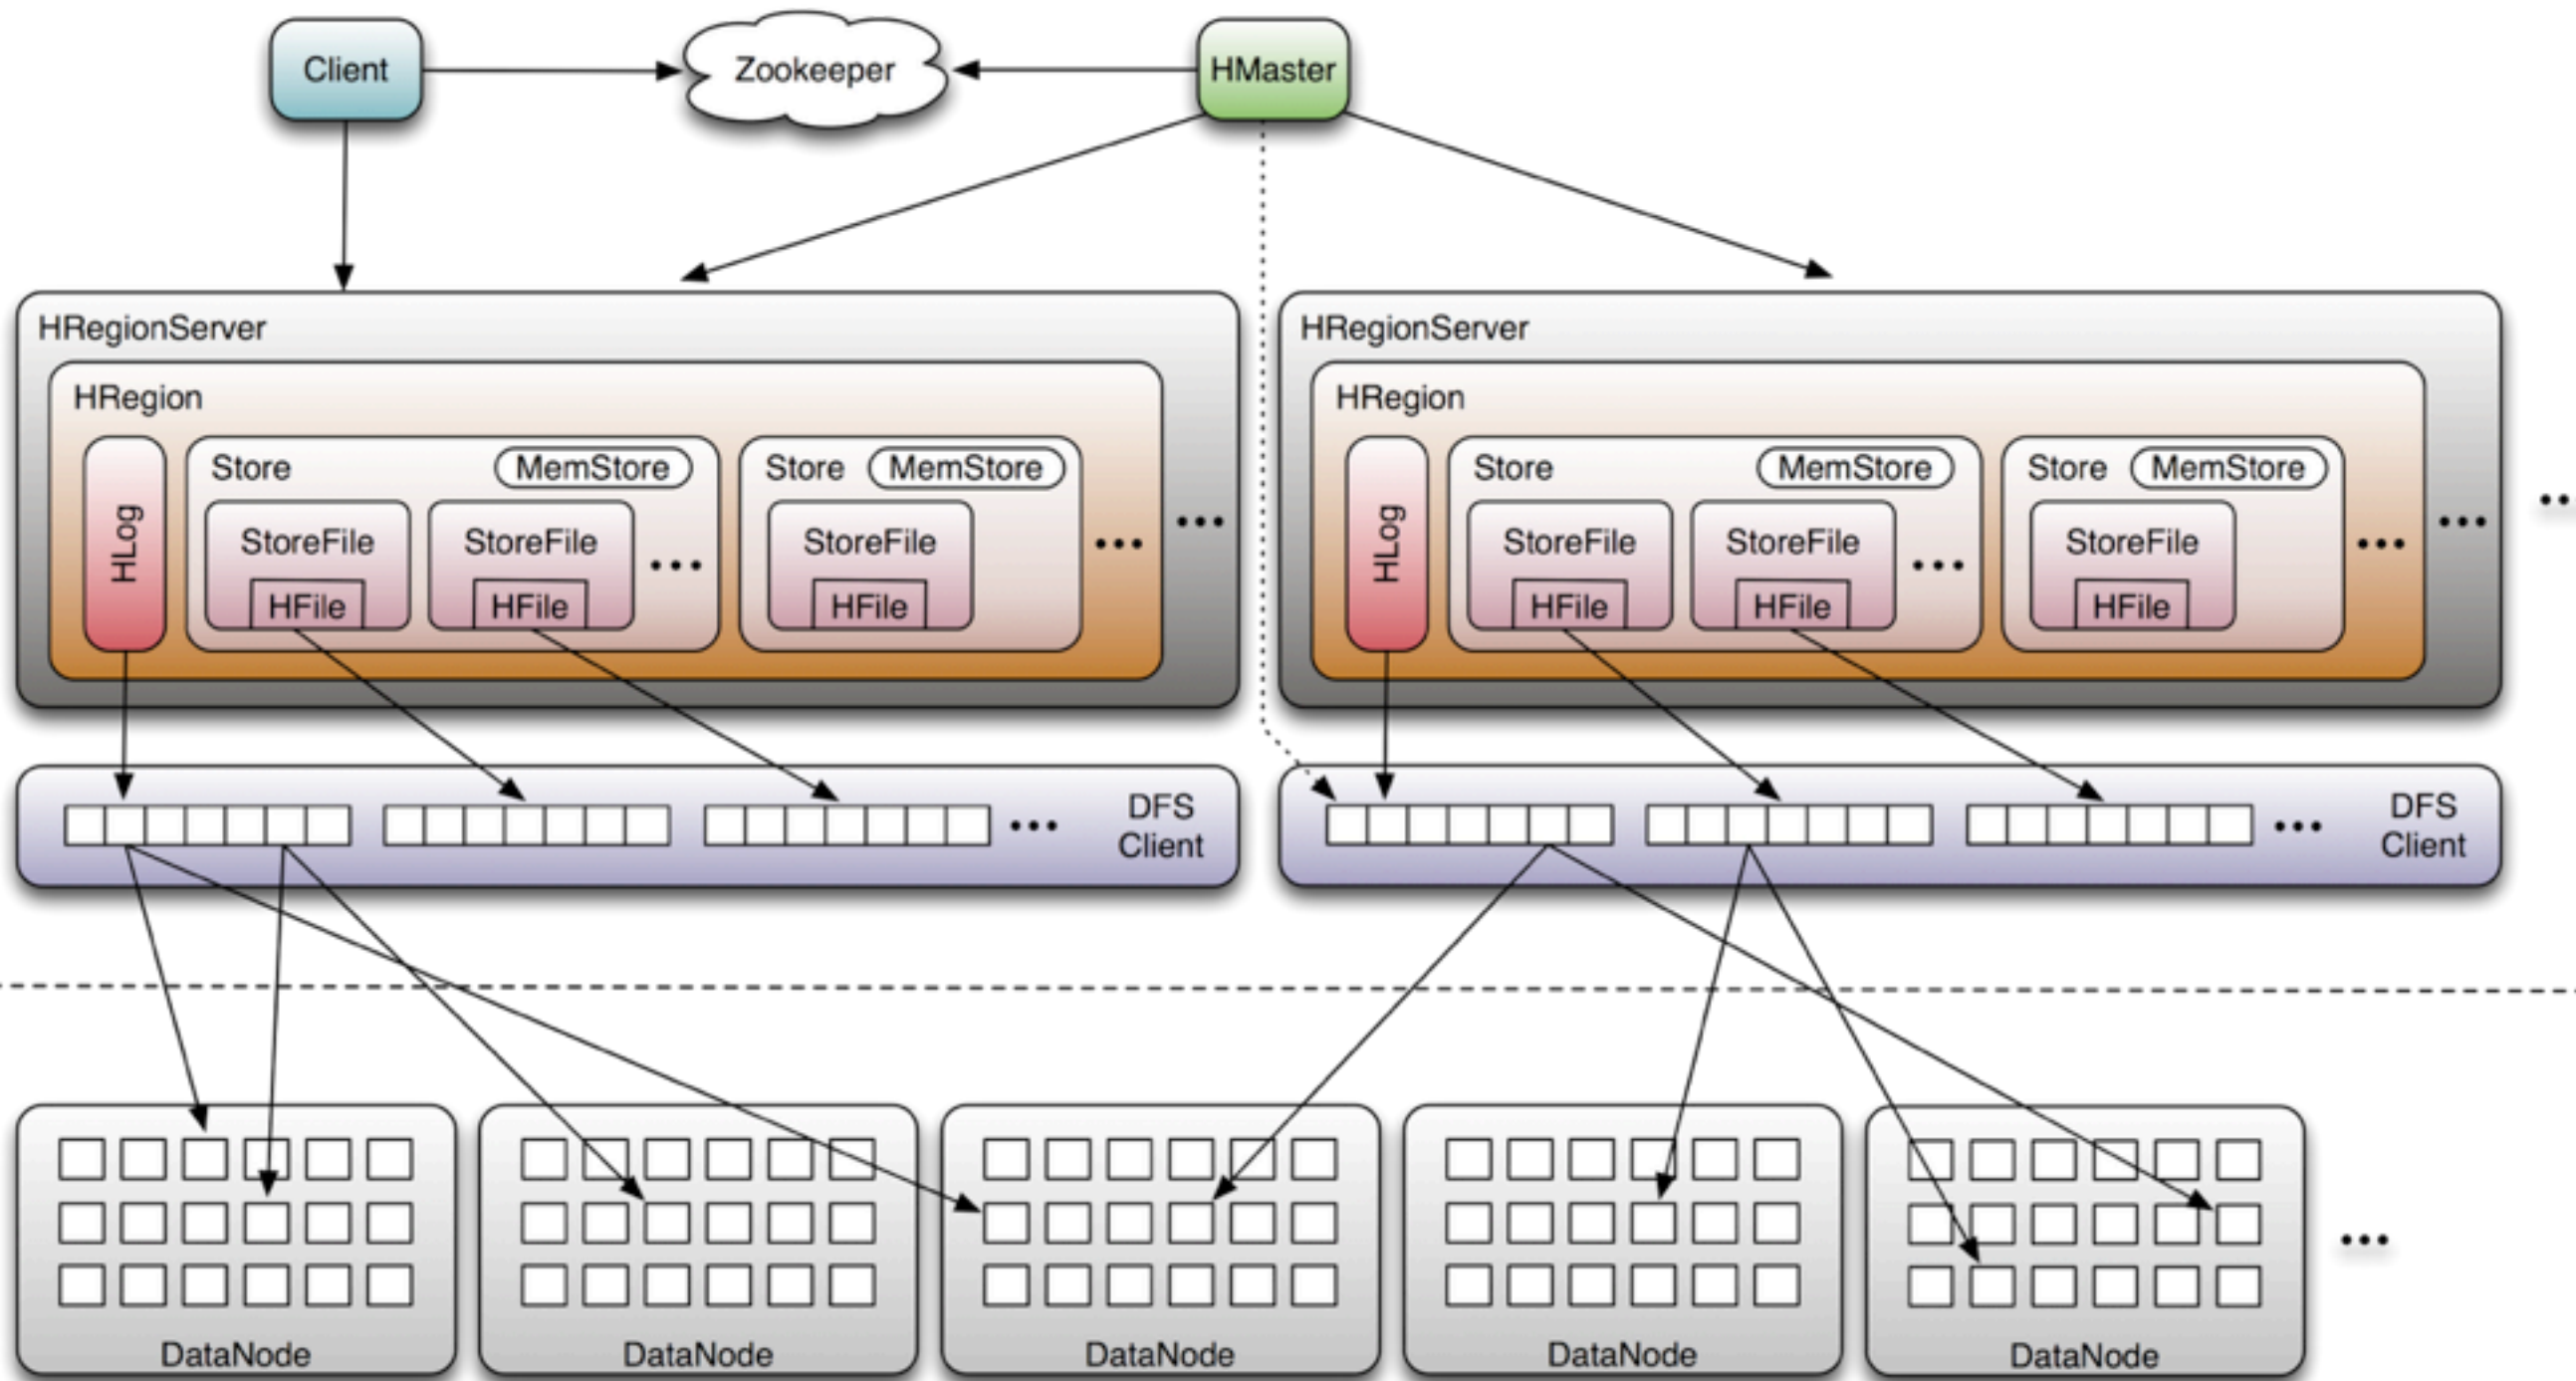 Client
Zookeeper
HMaster
HRegionServer
HRegion
HLog
Store
MemStore
StoreFile
HFile
StoreFile
HFile
...
Store
MemStore
StoreFile
HFile
...
...
HRegionServer
HRegion
HLog
Store
MemStore
StoreFile
HFile
StoreFile
HFile
...
Store
MemStore
StoreFile
HFile
...
...
..
...
DFS
Client
...
DFS
Client
DataNode
DataNode
DataNode
DataNode
DataNode
...